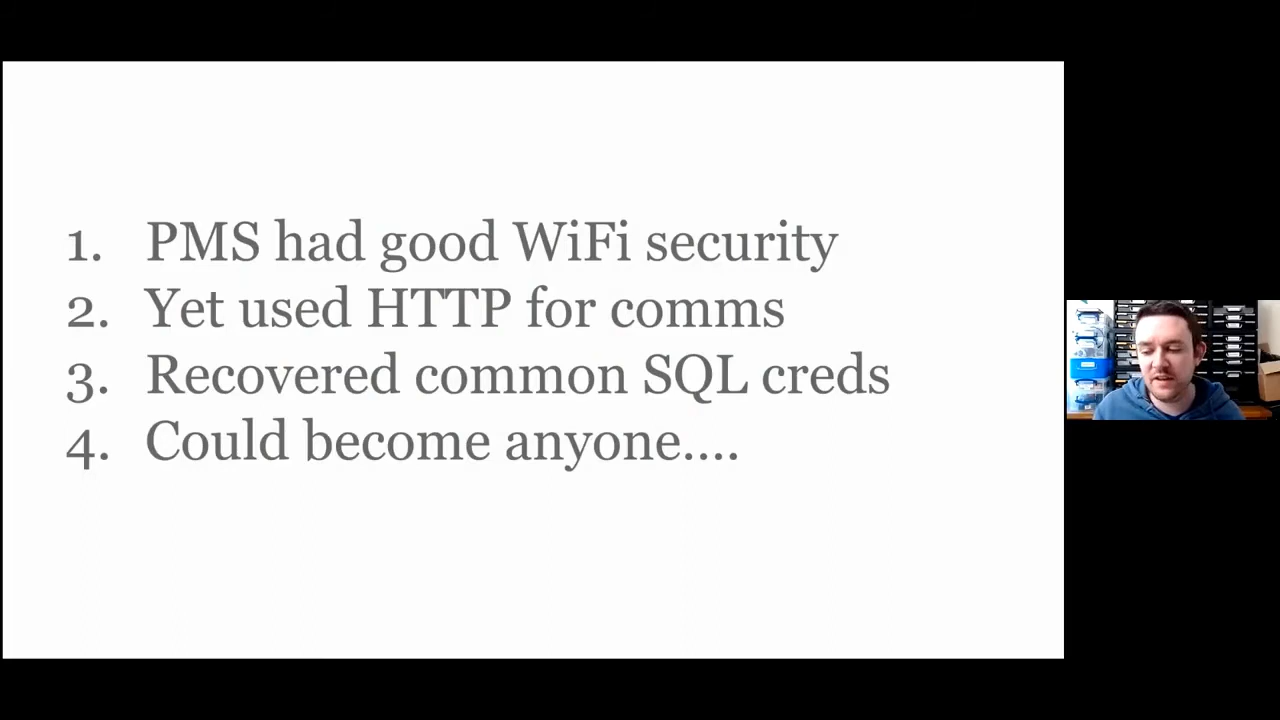 1. PMS had good WiFi security
2. Yet used HTTP for comms
3. Recovered common SQL creds
4. Could become anyone....